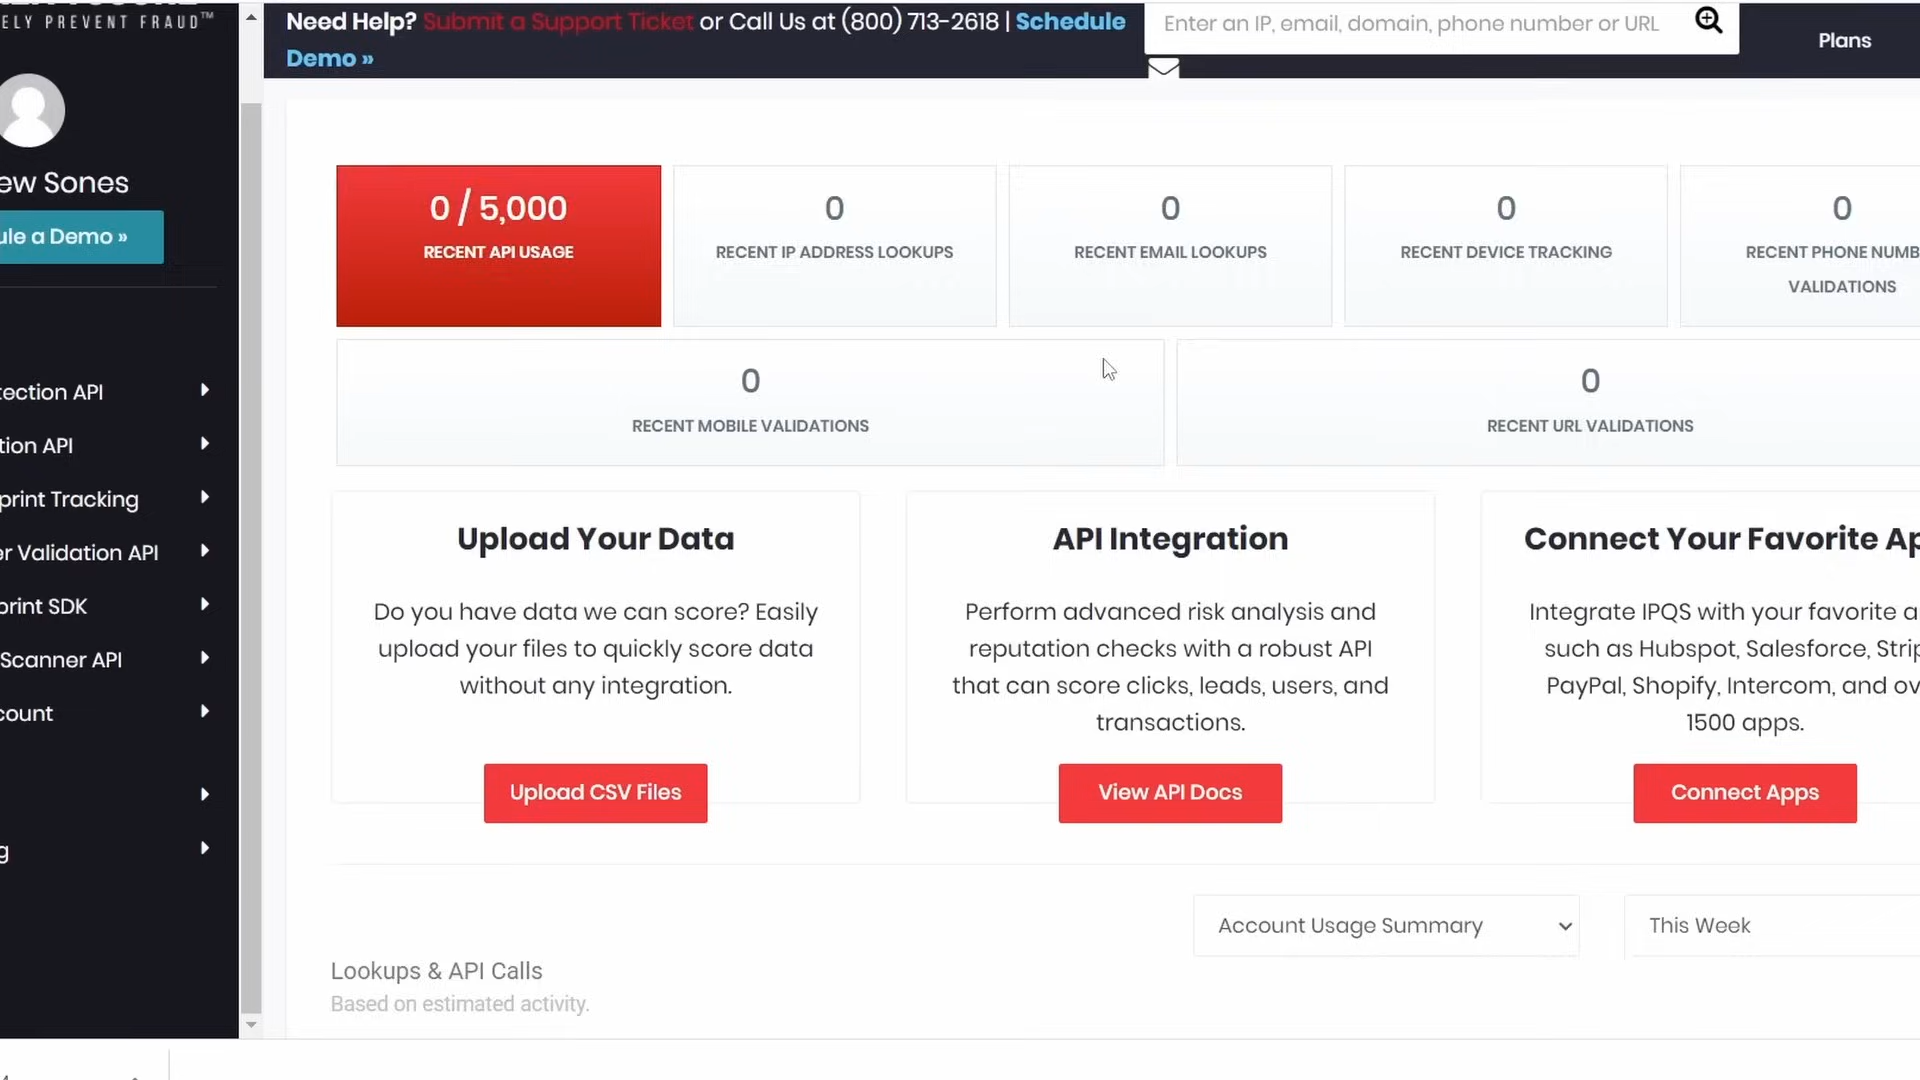 ELY PREVENT FRAUD™
Need Help? Submit a Support Ticket or Call Us at (800) 713-2618 | Schedule
Demo »
Enter an IP, email, domain, phone number or URL
Plans
ew Sones
ule a Demo »
tection API
tion API
print Tracking
er Validation API
print SDK
Scanner API
count
g
0 / 5,000
RECENT API USAGE
0
RECENT IP ADDRESS LOOKUPS
0
RECENT EMAIL LOOKUPS
0
RECENT DEVICE TRACKING
0
RECENT PHONE NUMB
VALIDATIONS
0
RECENT MOBILE VALIDATIONS
0
RECENT URL VALIDATIONS
Upload Your Data
Do you have data we can score? Easily
upload your files to quickly score data
without any integration.
Upload CSV Files
API Integration
Perform advanced risk analysis and
reputation checks with a robust API
that can score clicks, leads, users, and
transactions.
View API Docs
Connect Your Favorite Ap
Integrate IPQS with your favorite a
such as Hubspot, Salesforce, Strip
PayPal, Shopify, Intercom, and ov
1500 apps.
Connect Apps
Account Usage Summary
This Week
Lookups & API Calls
Based on estimated activity.